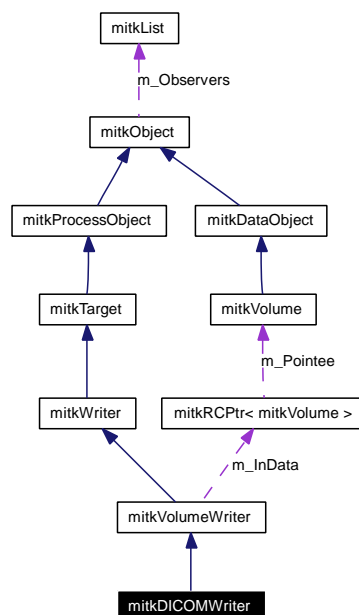 mitkList
m_Observers
mitkObject
mitkProcessObject
mitkDataObject
mitkTarget
mitkVolume
m_Pointee
mitkWriter
mitkRCPtr< mitkVolume >
m_InData
mitkVolumeWriter
mitkDICOMWriter